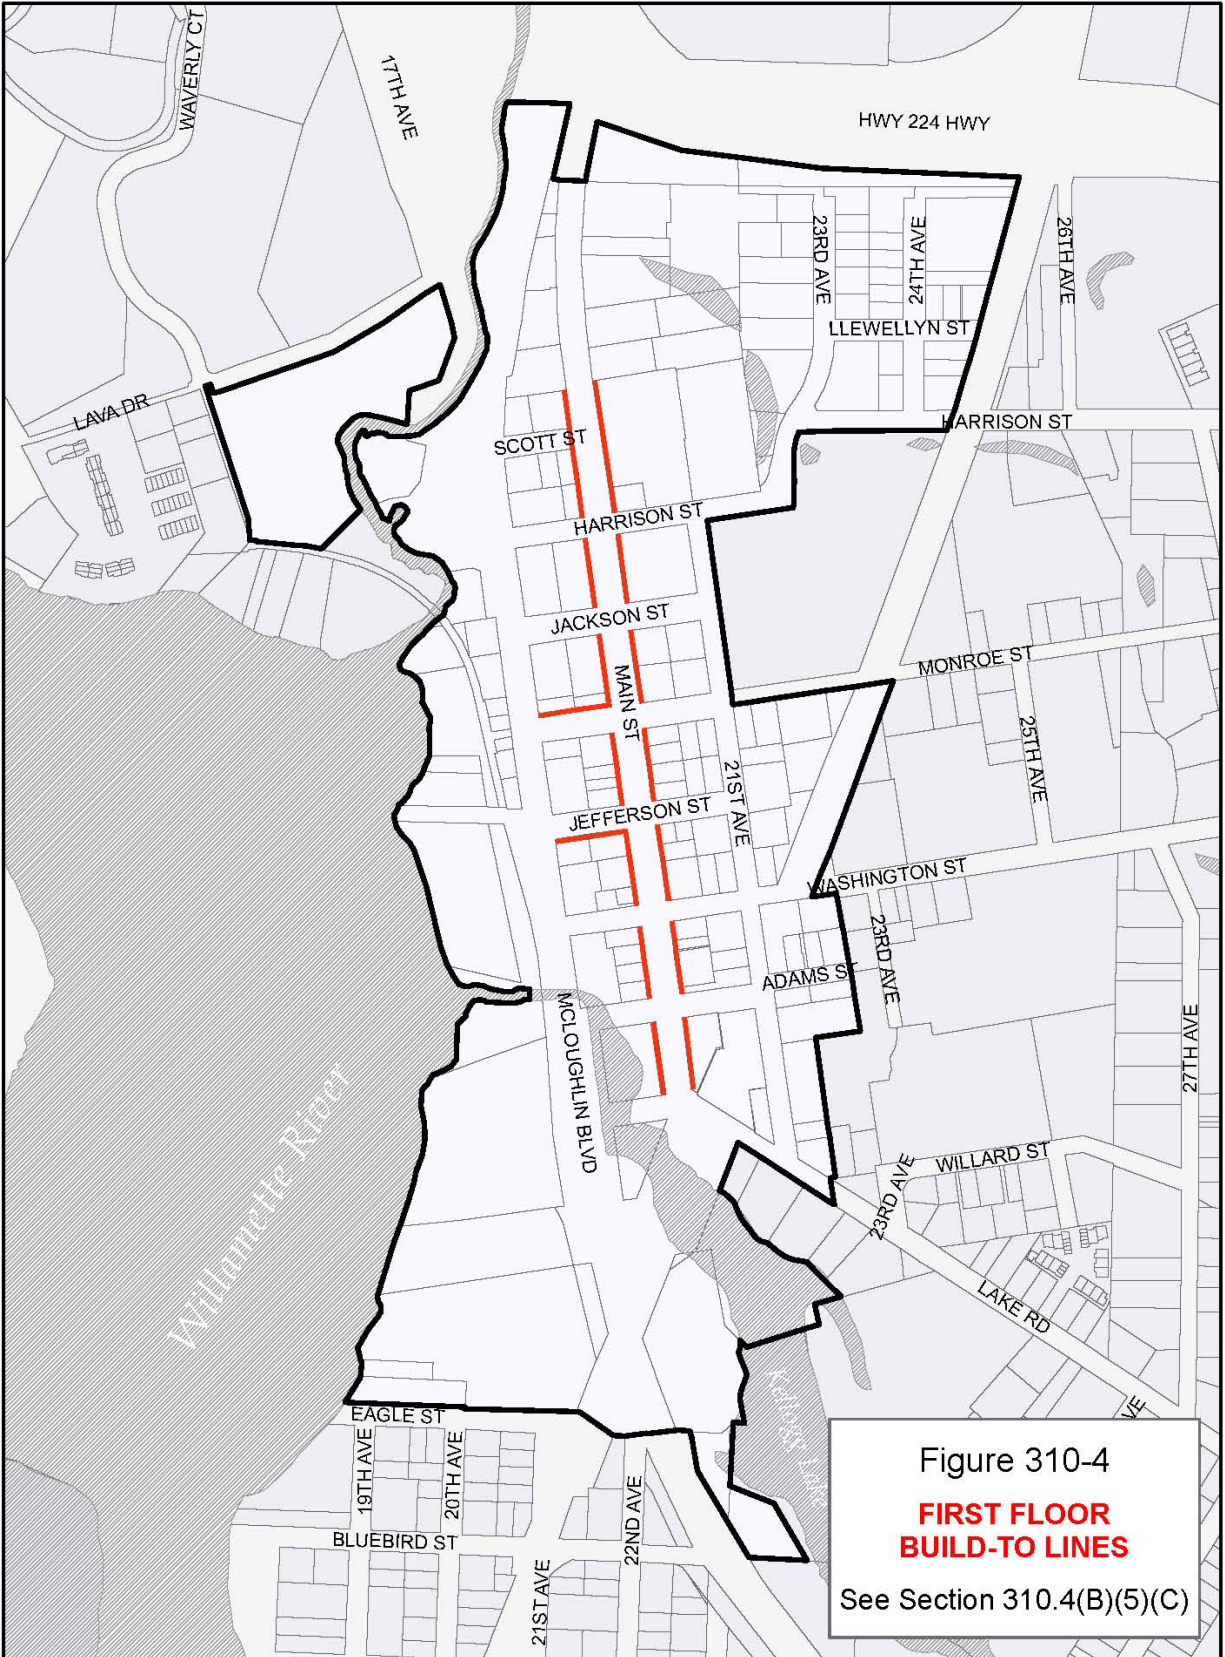 WAVERLY CT
17TH AVE
HWY 224 HWY
23RD AVE
24TH AVE
26TH AVE
LLEWELLYN ST
LAVA DR
SCOTT ST
HARRISON ST
HARRISON ST
JACKSON ST
MONROE ST
MAIN ST
25TH AVE
21ST AVE
JEFFERSON ST
WASHINGTON ST
23RD AVE
ADAMS ST
27TH AVE
MCLOUGHLIN BLVD
Willamette River
WILLARD ST
23RD AVE
LAKE RD
Kellogg Lake
VE
EAGLE ST
19TH AVE
20TH AVE
22ND AVE
BLUEBIRD ST
21ST AVE
Figure 310-4
FIRST FLOOR
BUILD-TO LINES
See Section 310.4(B)(5)(C)